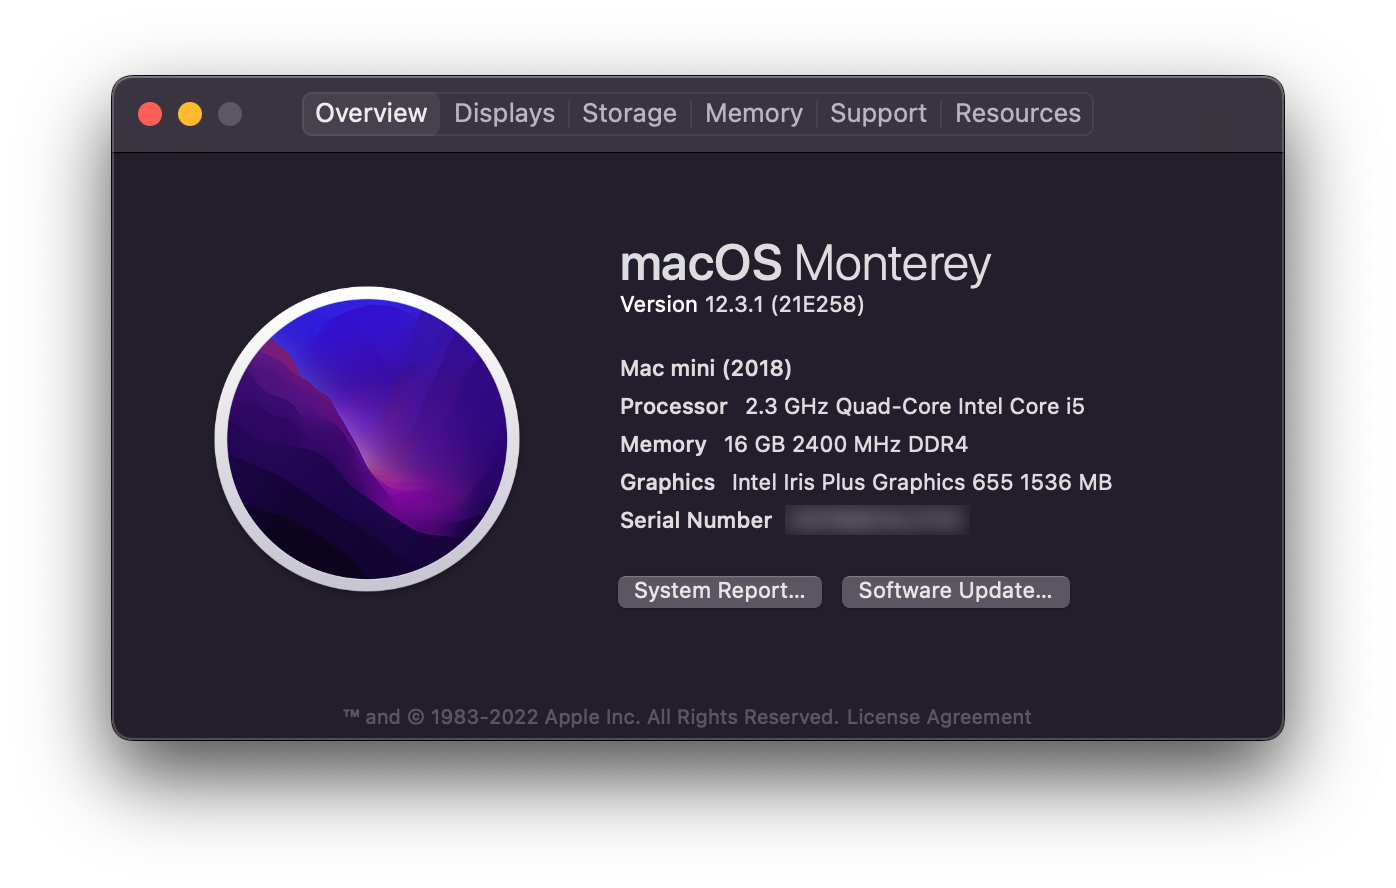 Overview Displays Storage Memory Support Resources
macOS Monterey
Version 12.3.1 (21E258)
Mac mini (2018)
Processor 2.3 GHz Quad-Core Intel Core i5
Memory 16 GB 2400 MHz DDR4
Graphics Intel Iris Plus Graphics 655 1536 MB
Serial Number
System Report... Software Update...
™ and © 1983-2022 Apple Inc. All Rights Reserved. License Agreement